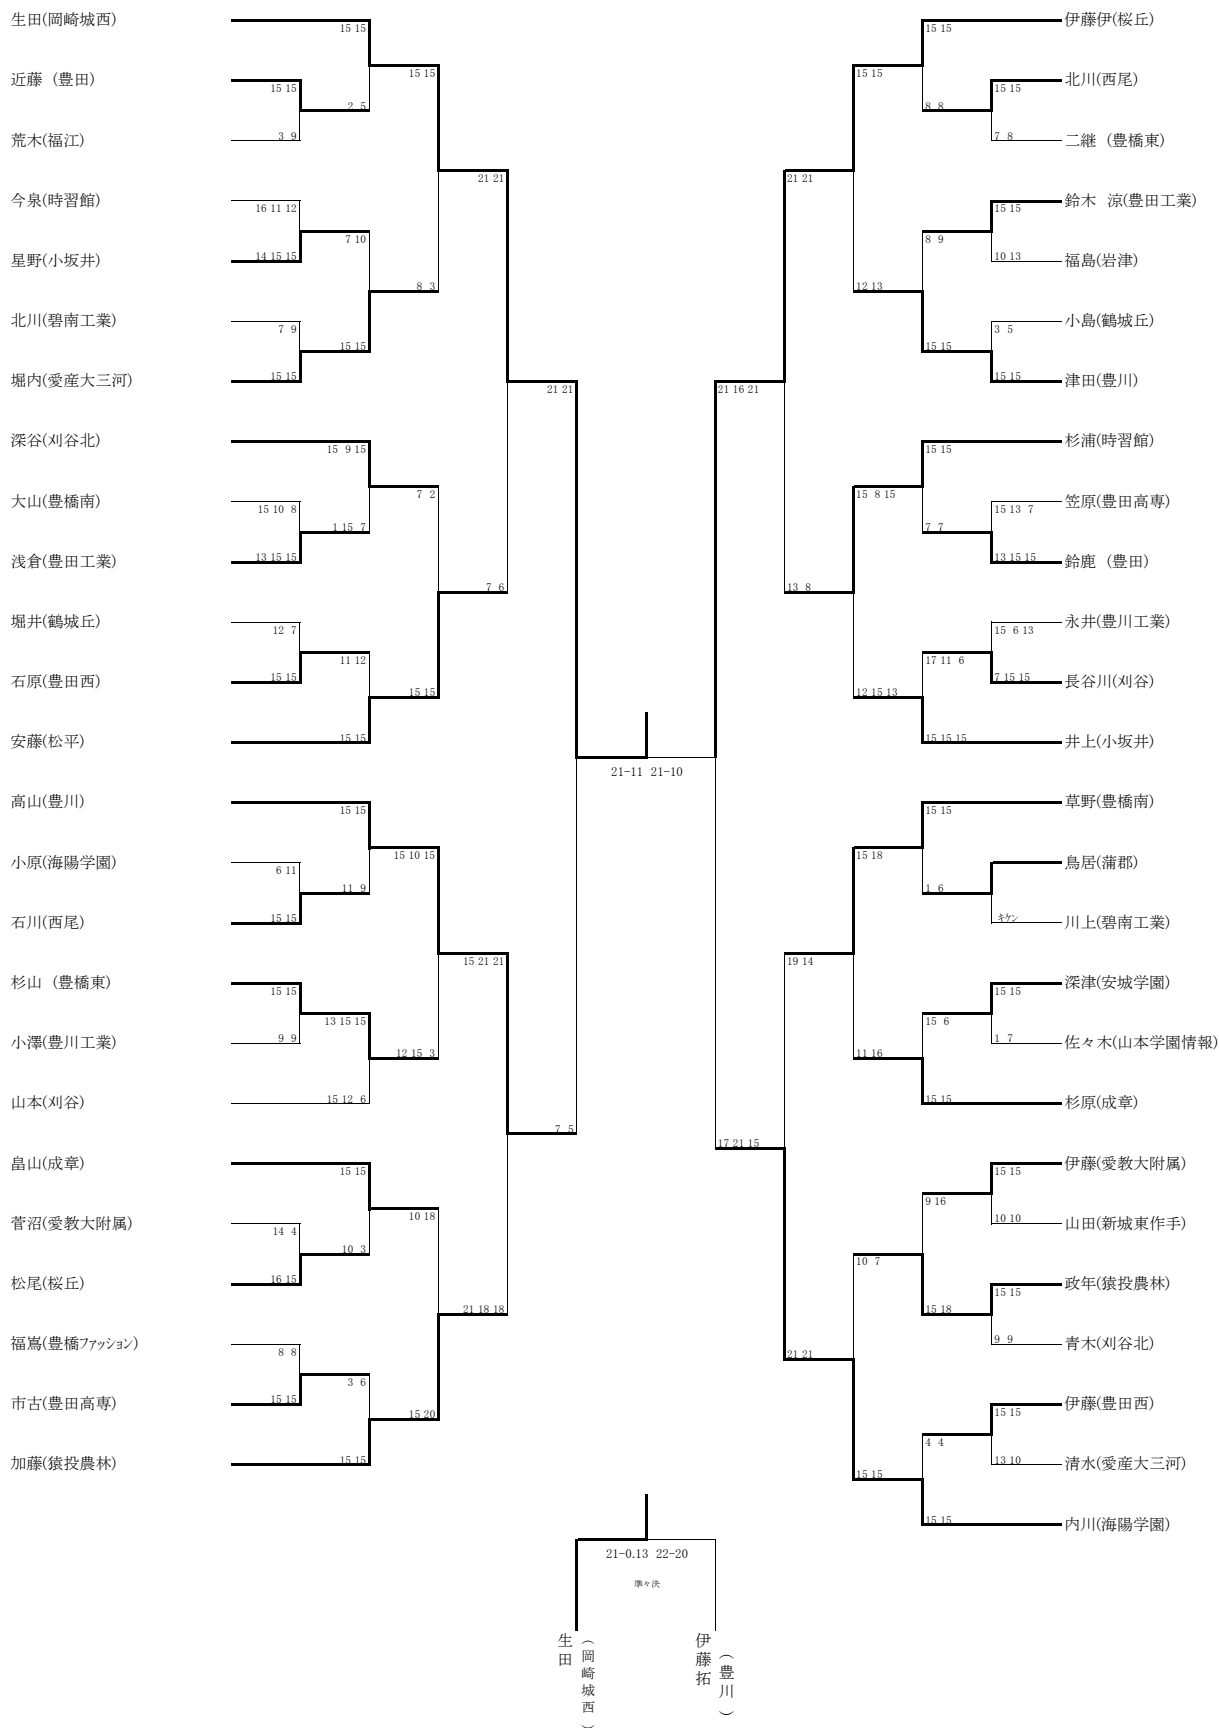 生田(岡崎城西)
15 15
近藤 (豊田)
15 15
15 15
2 5
荒木(福江)
3 9
21 21
今泉(時習館)
16 11 12
7 10
星野(小坂井)
14 15 15
8 3
北川(碧南工業)
7 9
15 15
堀内(愛産大三河)
15 15
21 21
深谷(刈谷北)
15 9 15
7 2
大山(豊橋南)
15 10 8
1 15 7
浅倉(豊田工業)
13 15 15
7 6
堀井(鶴城丘)
12 7
11 12
石原(豊田西)
15 15
15 15
安藤(松平)
15 15
高山(豊川)
15 15
15 10 15
小原(海陽学園)
6 11
11 9
石川(西尾)
15 15
15 21 21
杉山 (豊橋東)
15 15
13 15 15
小澤(豊川工業)
9 9
12 15 3
山本(刈谷)
15 12 6
7 5
畠山(成章)
15 15
10 18
菅沼(愛教大附属)
14 4
10 3
松尾(桜丘)
16 15
21 18 18
福嶌(豊橋ファッション)
8 8
3 6
市古(豊田高専)
15 15
15 20
加藤(猿投農林)
15 15
伊藤伊(桜丘)
15 15
15 15
北川(西尾)
15 15
8 8
二継 (豊橋東)
7 8
21 21
鈴木 涼(豊田工業)
15 15
8 9
福島(岩津)
10 13
12 13
小島(鶴城丘)
3 5
15 15
津田(豊川)
15 15
21 16 21
杉浦(時習館)
15 15
15 8 15
笠原(豊田高専)
15 13 7
7 7
鈴鹿 (豊田)
13 15 15
13 8
永井(豊川工業)
15 6 13
17 11 6
長谷川(刈谷)
7 15 15
12 15 13
井上(小坂井)
15 15 15
21-11 21-10
草野(豊橋南)
15 15
15 18
鳥居(蒲郡)
1 6
川上(碧南工業)
キケン
19 14
深津(安城学園)
15 15
15 6
佐々木(山本学園情報)
1 7
11 16
杉原(成章)
15 15
17 21 15
伊藤(愛教大附属)
15 15
9 16
山田(新城東作手)
10 10
10 7
政年(猿投農林)
15 15
15 18
青木(刈谷北)
9 9
21 21
伊藤(豊田西)
15 15
4 4
清水(愛産大三河)
13 10
15 15
内川(海陽学園)
15 15
21-0.13 22-20
準々決
生田
(岡崎城西)
伊藤拓
(豊川)